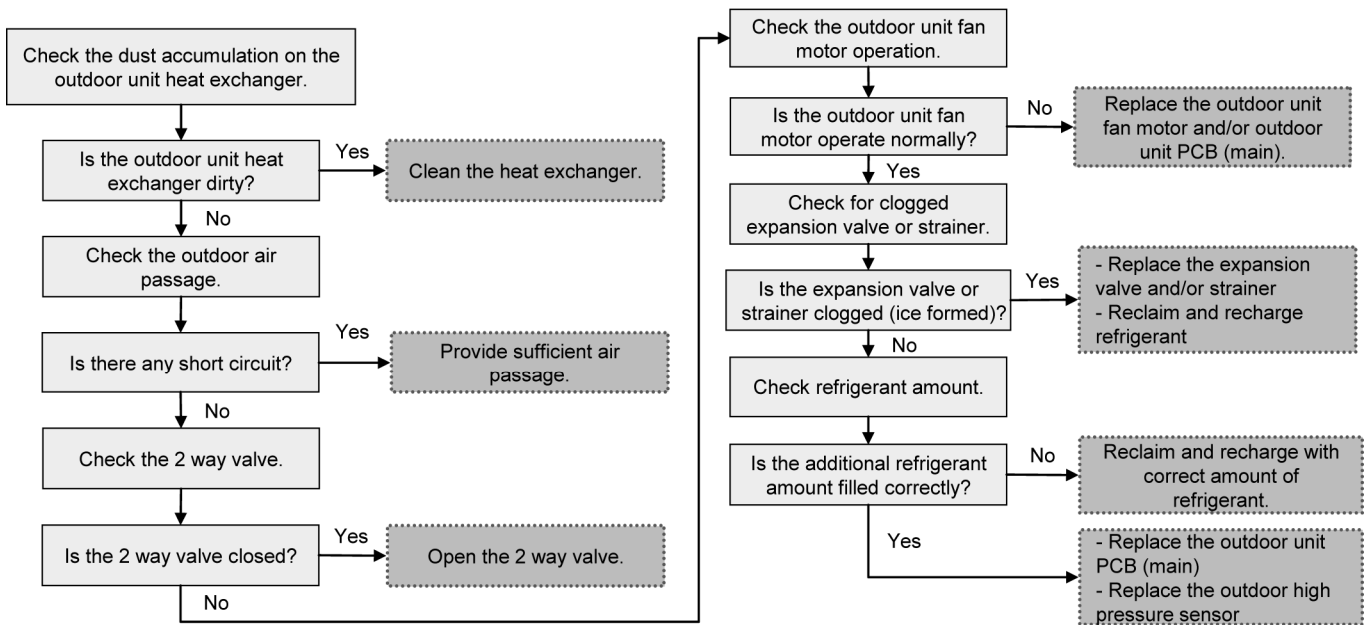 Check the dust accumulation on the
outdoor unit heat exchanger.
Is the outdoor unit heat
exchanger dirty?
Yes
Clean the heat exchanger.
No
Check the outdoor air
passage.
Is there any short circuit?
Yes
Provide sufficient air
passage.
No
Check the 2 way valve.
Is the 2 way valve closed?
Yes
Open the 2 way valve.
No
Check the outdoor unit fan
motor operation.
Is the outdoor unit fan
motor operate normally?
No
Replace the outdoor unit
fan motor and/or outdoor
unit PCB (main).
Yes
Check for clogged
expansion valve or strainer.
Is the expansion valve or
strainer clogged (ice formed)?
Yes
- Replace the expansion
valve and/or strainer
- Reclaim and recharge
refrigerant
No
Check refrigerant amount.
Is the additional refrigerant
amount filled correctly?
No
Reclaim and recharge with
correct amount of
refrigerant.
Yes
- Replace the outdoor unit
PCB (main)
- Replace the outdoor high
pressure sensor